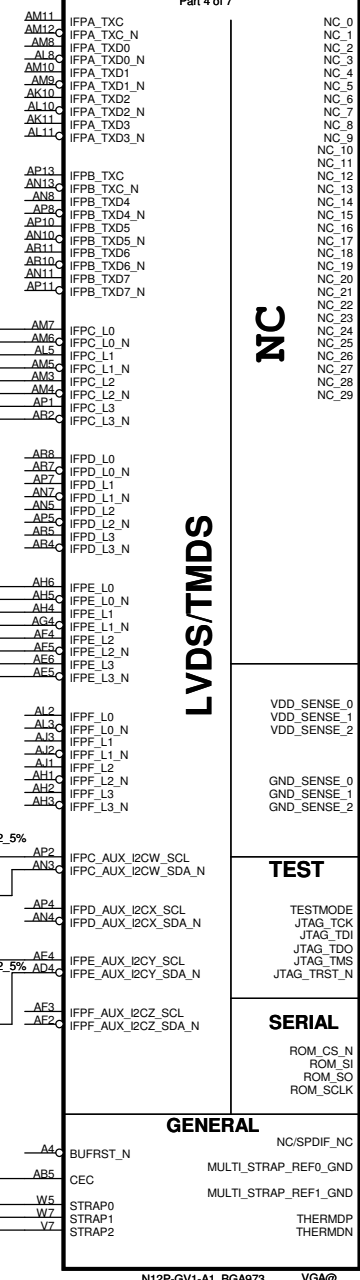 Part 4 of 7
AM11 IFPA_TXC NC_0
AM12 IFPA_TXC_N NC_1
AM8 IFPA_TXD0 NC_2
AL8 IFPA_TXD0_N NC_3
AM10 IFPA_TXD1 NC_4
AM9 IFPA_TXD1_N NC_5
AK10 IFPA_TXD2 NC_6
AL10 IFPA_TXD2_N NC_7
AK11 IFPA_TXD3 NC_8
AL11 IFPA_TXD3_N NC_9
NC_10
NC_11
AP13 IFPB_TXC NC_12
AN13 IFPB_TXC_N NC_13
AN8 IFPB_TXD4 NC_14
AP8 IFPB_TXD4_N NC_15
AP10 IFPB_TXD5 NC_16
AN10 IFPB_TXD5_N NC_17
AR11 IFPB_TXD6 NC_18
AR10 IFPB_TXD6_N NC_19
AN11 IFPB_TXD7 NC_20
AP11 IFPB_TXD7_N NC_21
NC_22
NC_23
AM7 IFPC_L0 NC_24
AM6 IFPC_L0_N NC_25
AL5 IFPC_L1 NC_26
AM5 IFPC_L1_N NC_27
AM3 IFPC_L2 NC_28
AM4 IFPC_L2_N NC_29
AP1 IFPC_L3
AR2 IFPC_L3_N
NC
AR8 IFPD_L0
AR7 IFPD_L0_N
AP7 IFPD_L1
AN7 IFPD_L1_N
AN5 IFPD_L2
AP5 IFPD_L2_N
AR5 IFPD_L3
AR4 IFPD_L3_N
LVDS/TMDS
AH6 IFPE_L0
AH5 IFPE_L0_N
AH4 IFPE_L1
AG4 IFPE_L1_N
AF4 IFPE_L2
AF5 IFPE_L2_N
AE6 IFPE_L3
AE5 IFPE_L3_N
AL2 IFPF_L0 VDD_SENSE_0
AL3 IFPF_L0_N VDD_SENSE_1
AJ3 IFPF_L1 VDD_SENSE_2
AJ2 IFPF_L1_N
AJ1 IFPF_L2
AH1 IFPF_L2_N GND_SENSE_0
AH2 IFPF_L3 GND_SENSE_1
AH3 IFPF_L3_N GND_SENSE_2
2_5%
AP2 IFPC_AUX_I2CW_SCL
AN3 IFPC_AUX_I2CW_SDA_N
TEST
AP4 IFPD_AUX_I2CX_SCL TESTMODE
AN4 IFPD_AUX_I2CX_SDA_N JTAG_TCK
JTAG_TDI
JTAG_TDO
AE4 IFPE_AUX_I2CY_SCL JTAG_TMS
2_5% AD4 IFPE_AUX_I2CY_SDA_N JTAG_TRST_N
AF3 IFPF_AUX_I2CZ_SCL
AF2 IFPF_AUX_I2CZ_SDA_N
SERIAL
ROM_CS_N
ROM_SI
ROM_SO
ROM_SCLK
GENERAL
NC/SPDIF_NC
A4 BUFRST_N
MULTI_STRAP_REF0_GND
AB5 CEC
MULTI_STRAP_REF1_GND
W5 STRAP0
W7 STRAP1 THERMDP
V7 STRAP2 THERMDN
N12P-GV1-A1_BGA973 VGA@